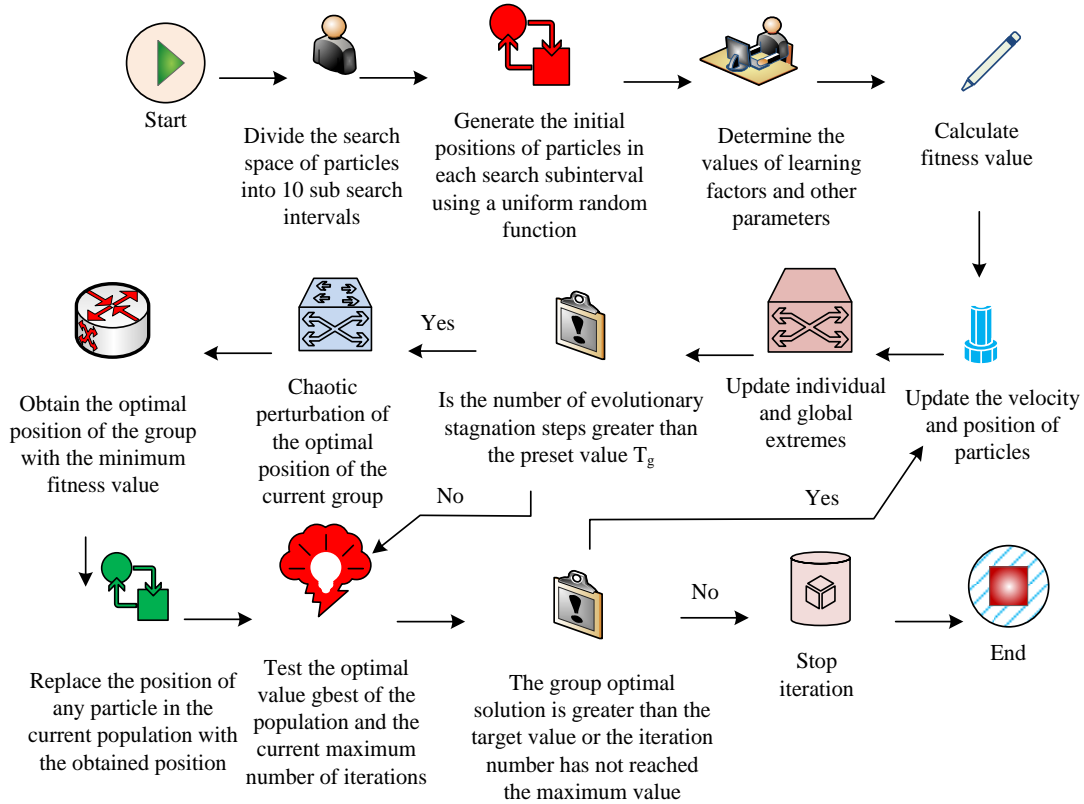 Start
Divide the search
space of particles
into 10 sub search
intervals
Generate the initial
positions of particles in
each search subinterval
using a uniform random
function
Determine the
values of learning
factors and other
parameters
Calculate
fitness value
Update the velocity
and position of
particles
Update individual
and global
extremes
Is the number of evolutionary
stagnation steps greater than
the preset value Tg
Yes
No
Chaotic
perturbation of
the optimal
position of the
current group
Obtain the optimal
position of the group
with the minimum
fitness value
Replace the position of
any particle in the
current population with
the obtained position
Test the optimal
value gbest of the
population and the
current maximum
number of iterations
The group optimal
solution is greater than the
target value or the iteration
number has not reached
the maximum value
Yes
No
Stop
iteration
End